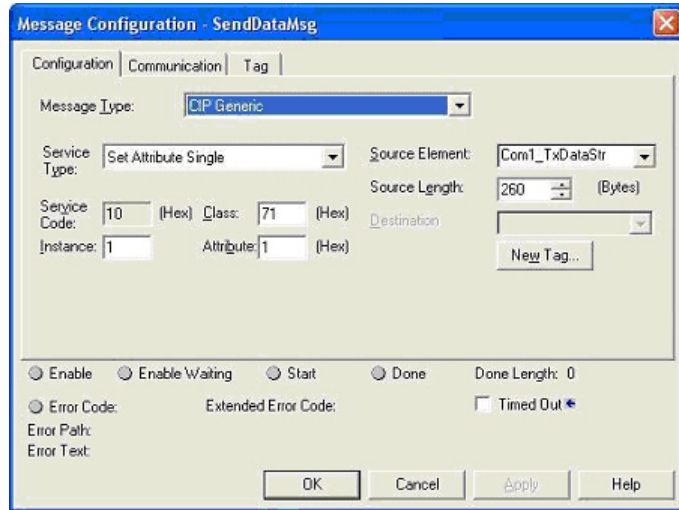 Message Configuration - SendDataMsg
Configuration Communication Tag
Message Type: CIP Generic
Service Type: Set Attribute Single
Source Element: Com1_TxDataStr
Source Length: 260 (Bytes)
Service Code: 10 (Hex) Class: 71 (Hex)
Destination
Instance: 1 Attribute: 1 (Hex)
New Tag...
Enable Enable Waiting Start Done Done Length: 0
Error Code: Extended Error Code: Timed Out
Error Path:
Error Text:
OK Cancel Apply Help